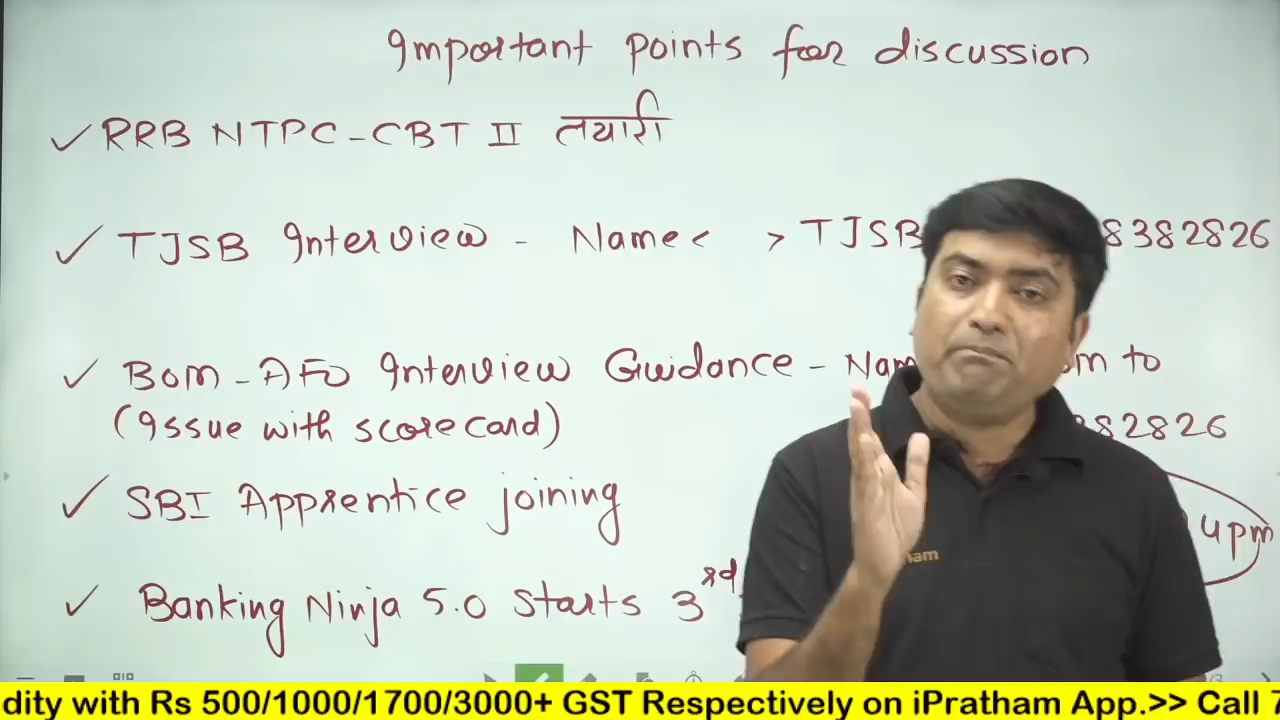 Important points for discussion
✓ RRB NTPC-CBT II तयारी
✓ TJSB Interview - Name< >TJSB 8382826
✓ BOM-AFO Interview Guidance - to
(Issue with scorecard) 82826
✓ SBI Apprentice joining
4pm
✓ Banking Ninja 5.0 starts 3rd
dity with Rs 500/1000/1700/3000+ GST Respectively on iPratham App.>> Call 7